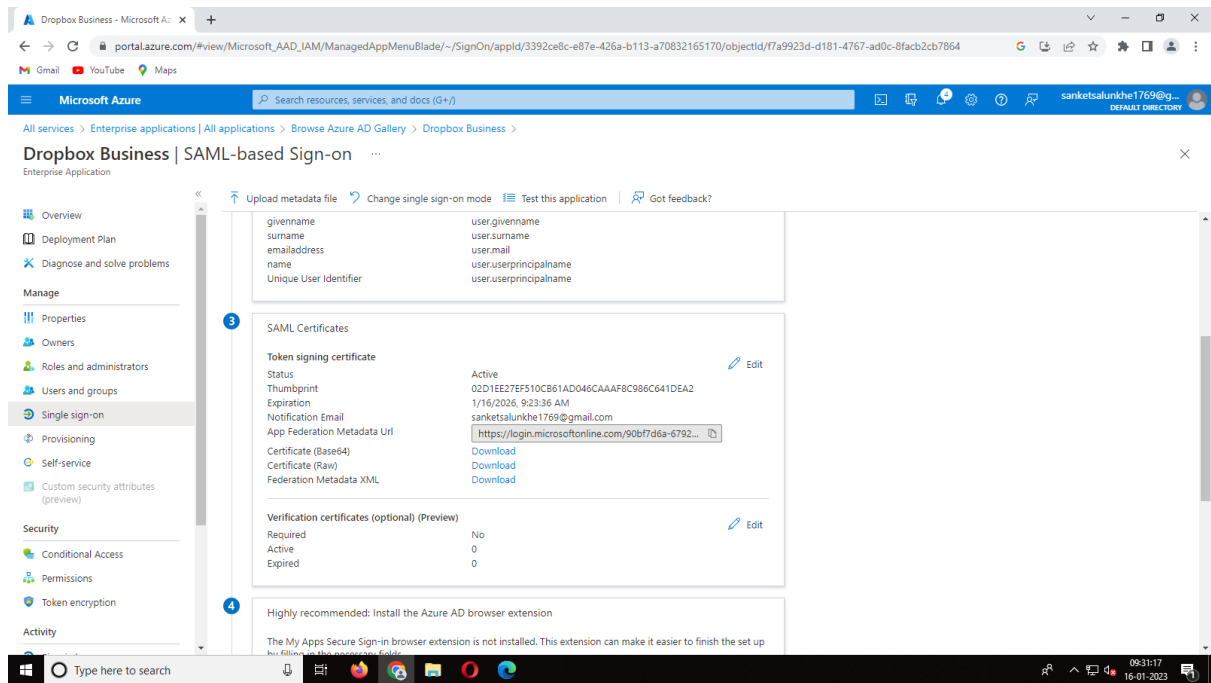 Dropbox Business - Microsoft Az
portal.azure.com/#view/Microsoft_AAD_IAM/ManagedAppMenuBlade/~/SignOn/appId/3392ce8c-e87e-426a-b113-a70832165170/objectId/f7a9923d-d181-4767-ad0c-8facb2cb7864
Gmail YouTube Maps
Microsoft Azure
Search resources, services, and docs (G+/)
4
sanketsalunkhe1769@g...
DEFAULT DIRECTORY
All services > Enterprise applications | All applications > Browse Azure AD Gallery > Dropbox Business >
Dropbox Business | SAML-based Sign-on ...
Enterprise Application
Upload metadata file Change single sign-on mode Test this application Got feedback?
Overview
Deployment Plan
Diagnose and solve problems
Manage
Properties
Owners
Roles and administrators
Users and groups
Single sign-on
Provisioning
Self-service
Custom security attributes
(preview)
Security
Conditional Access
Permissions
Token encryption
Activity
givenname user.givenname
surname user.surname
emailaddress user.mail
name user.userprincipalname
Unique User Identifier user.userprincipalname
3
SAML Certificates
Token signing certificate
Edit
Status Active
Thumbprint 02D1EE27EF510CB61AD046CAAAF8C986C641DEA2
Expiration 1/16/2026, 9:23:36 AM
Notification Email sanketsalunkhe1769@gmail.com
App Federation Metadata Url https://login.microsoftonline.com/90bf7d6a-6792...
Certificate (Base64) Download
Certificate (Raw) Download
Federation Metadata XML Download
Verification certificates (optional) (Preview)
Edit
Required No
Active 0
Expired 0
4
Highly recommended: Install the Azure AD browser extension
The My Apps Secure Sign-in browser extension is not installed. This extension can make it easier to finish the set up
by filling in the necessary fields.
Type here to search
09:31:17
16-01-2023
1